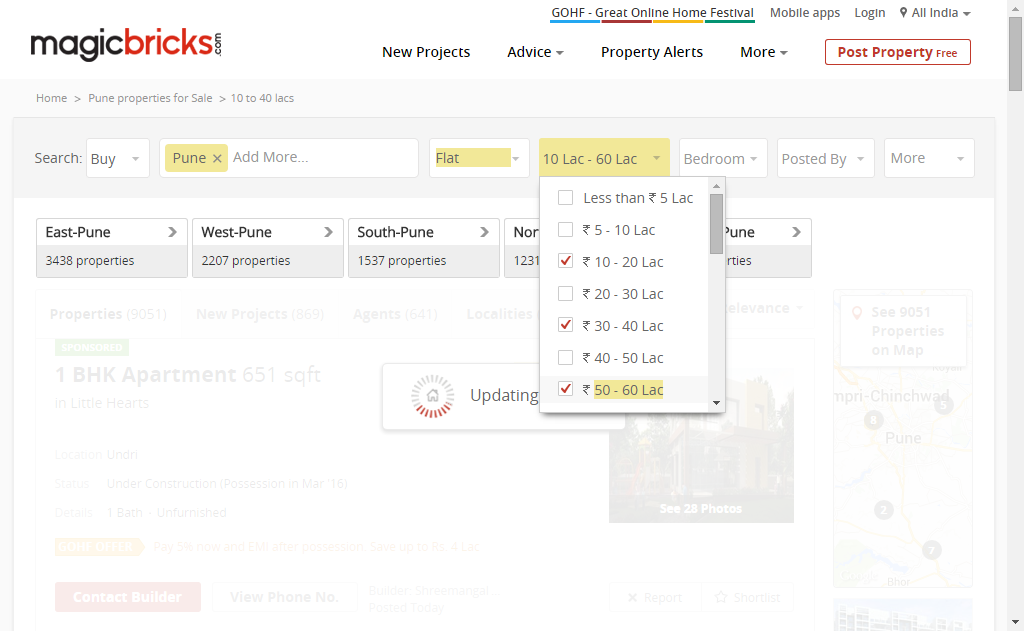 GOHF - Great Online Home Festival Mobile apps Login All India
magicbricks.com
New Projects Advice Property Alerts More Post Property Free
Home > Pune properties for Sale > 10 to 40 lacs
Search: Buy Pune × Add More... Flat 10 Lac - 60 Lac Bedroom Posted By More
Less than ₹ 5 Lac
₹ 5 - 10 Lac
₹ 10 - 20 Lac
₹ 20 - 30 Lac
₹ 30 - 40 Lac
₹ 40 - 50 Lac
₹ 50 - 60 Lac
East-Pune > West-Pune > South-Pune > Nor Pune >
3438 properties 2207 properties 1537 properties 1231 rties
Properties (9051) New Projects (869) Agents (641) Localities elevance
SPONSORED
1 BHK Apartment 651 sqft
in Little Hearts
Updating
Location Undri
Status Under Construction (Possession in Mar '16)
Details 1 Bath - Unfurnished
See 28 Photos
GOHF OFFER Pay 5% now and EMI after possession. Save up to Rs. 4 Lac
Contact Builder View Phone No. Builder Shreemangal
Posted Today
Report Shortlist
See 9051
Properties
on Map
mpri-Chinchwad
5
8
Pune
2
7
Bhor